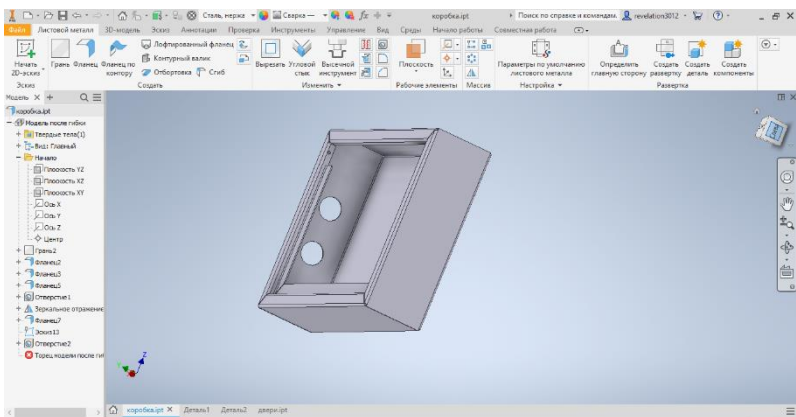 Сталь, нержа
Сварка —
коробка.ipt
Поиск по справке и командам.
revelation3012
Файл Листовой металл 3D-модель Эскиз Аннотации Проверка Инструменты Управление Вид Среды Начало работы Совместная работа
Начать 2D-эскиз
Грань
Фланец
Фланец по контуру
Лофтированный фланец
Контурный валик
Отбортовка Сгиб
Вырезать
Угловой стык
Высечной инструмент
Плоскость
Параметры по умолчанию листового металла
Определить главную сторону
Создать развертку
Создать деталь
Создать компоненты
Эскиз Создать Изменить Рабочие элементы Массив Настройка Развертка
Модель
коробка.ipt
Модель после гибки
Твердые тела(1)
Вид: Главный
Начало
Плоскость YZ
Плоскость XZ
Плоскость XY
Ось X
Ось Y
Ось Z
Центр
Грань2
Фланец2
Фланец3
Фланец5
Отверстие1
Зеркальное отражение
Фланец7
Эскиз13
Отверстие2
Торец модели после ги
Z
коробка.ipt Деталь1 Деталь2 двери.ipt